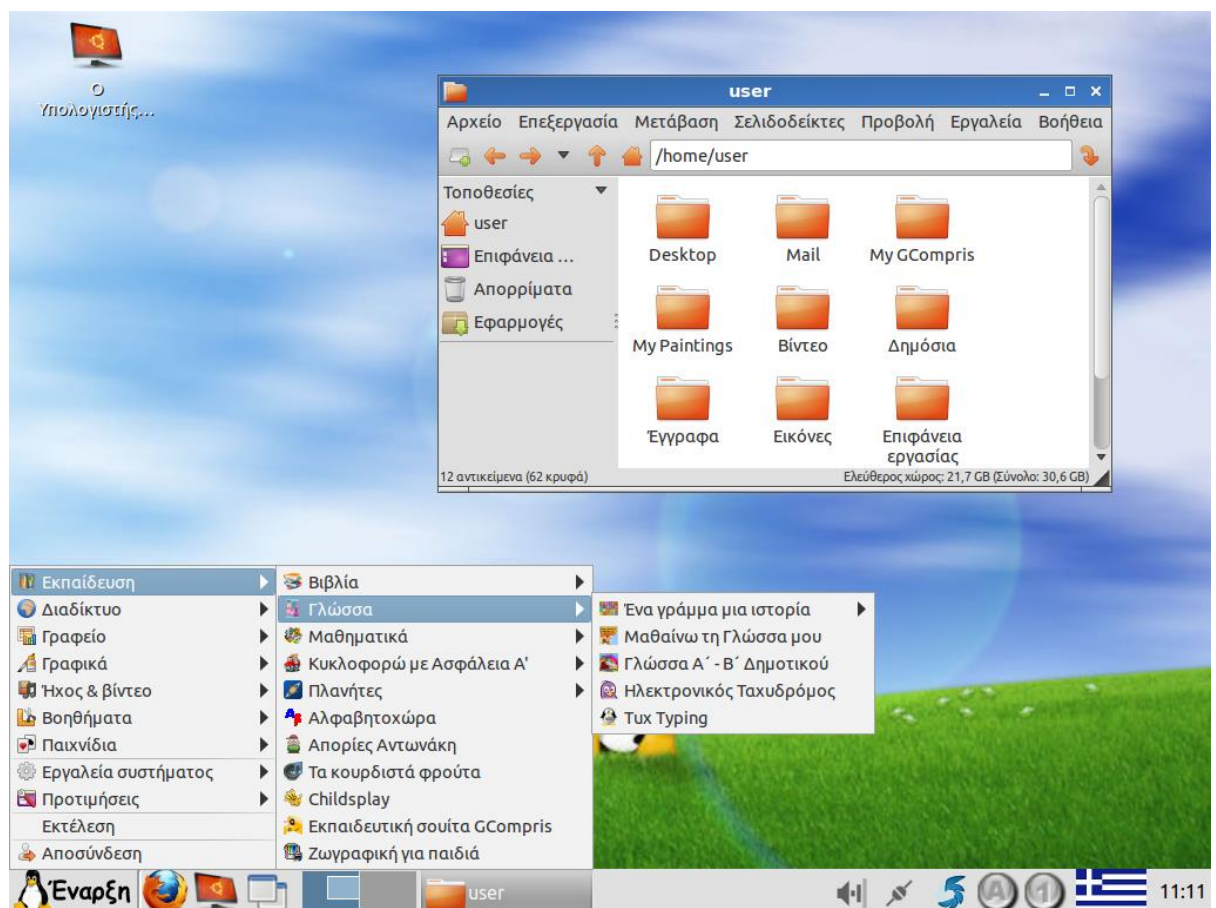 Ο
Υπολογιστής...
user
Αρχείο Επεξεργασία Μετάβαση Σελιδοδείκτες Προβολή Εργαλεία Βοήθεια
/home/user
Τοποθεσίες
user
Επιφάνεια ...
Απορρίματα
Εφαρμογές
Desktop Mail My GCompris
My Paintings Βίντεο Δημόσια
Έγγραφα Εικόνες Επιφάνεια
εργασίας
12 αντικείμενα (62 κρυφά) Ελεύθερος χώρος: 21,7 GB (Σύνολο: 30,6 GB)
Εκπαίδευση
Διαδίκτυο
Γραφείο
Γραφικά
Ήχος & βίντεο
Βοηθήματα
Παιχνίδια
Εργαλεία συστήματος
Προτιμήσεις
Εκτέλεση
Αποσύνδεση
Βιβλία
Γλώσσα
Μαθηματικά
Κυκλοφορώ με Ασφάλεια Α'
Πλανήτες
Αλφαβητοχώρα
Απορίες Αντωνάκη
Τα κουρδιστά φρούτα
Childsplay
Εκπαιδευτική σουίτα GCompris
Ζωγραφική για παιδιά
Ένα γράμμα μια ιστορία
Μαθαίνω τη Γλώσσα μου
Γλώσσα Α΄ - Β΄ Δημοτικού
Ηλεκτρονικός Ταχυδρόμος
Tux Typing
Έναρξη user A 1 11:11